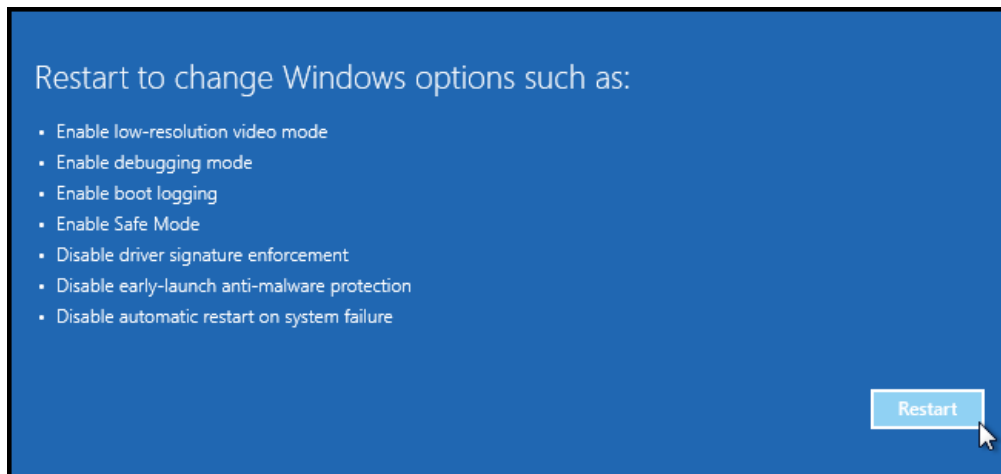 Restart to change Windows options such as:
• Enable low-resolution video mode
• Enable debugging mode
• Enable boot logging
• Enable Safe Mode
• Disable driver signature enforcement
• Disable early-launch anti-malware protection
• Disable automatic restart on system failure
Restart